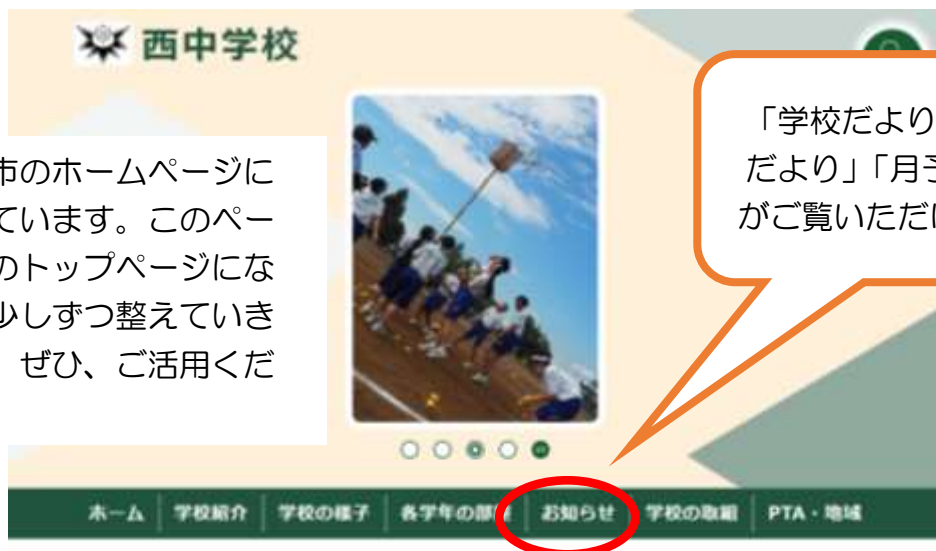 西中学校
市のホームページに
ています。このペー
のトップページにな
少しずつ整えていき
ぜひ、ご活用くだ
「学校だより
だより」「月予
がご覧いただけ
ホーム 学校紹介 学校の様子 各学年の部屋 お知らせ 学校の取組 PTA・地域